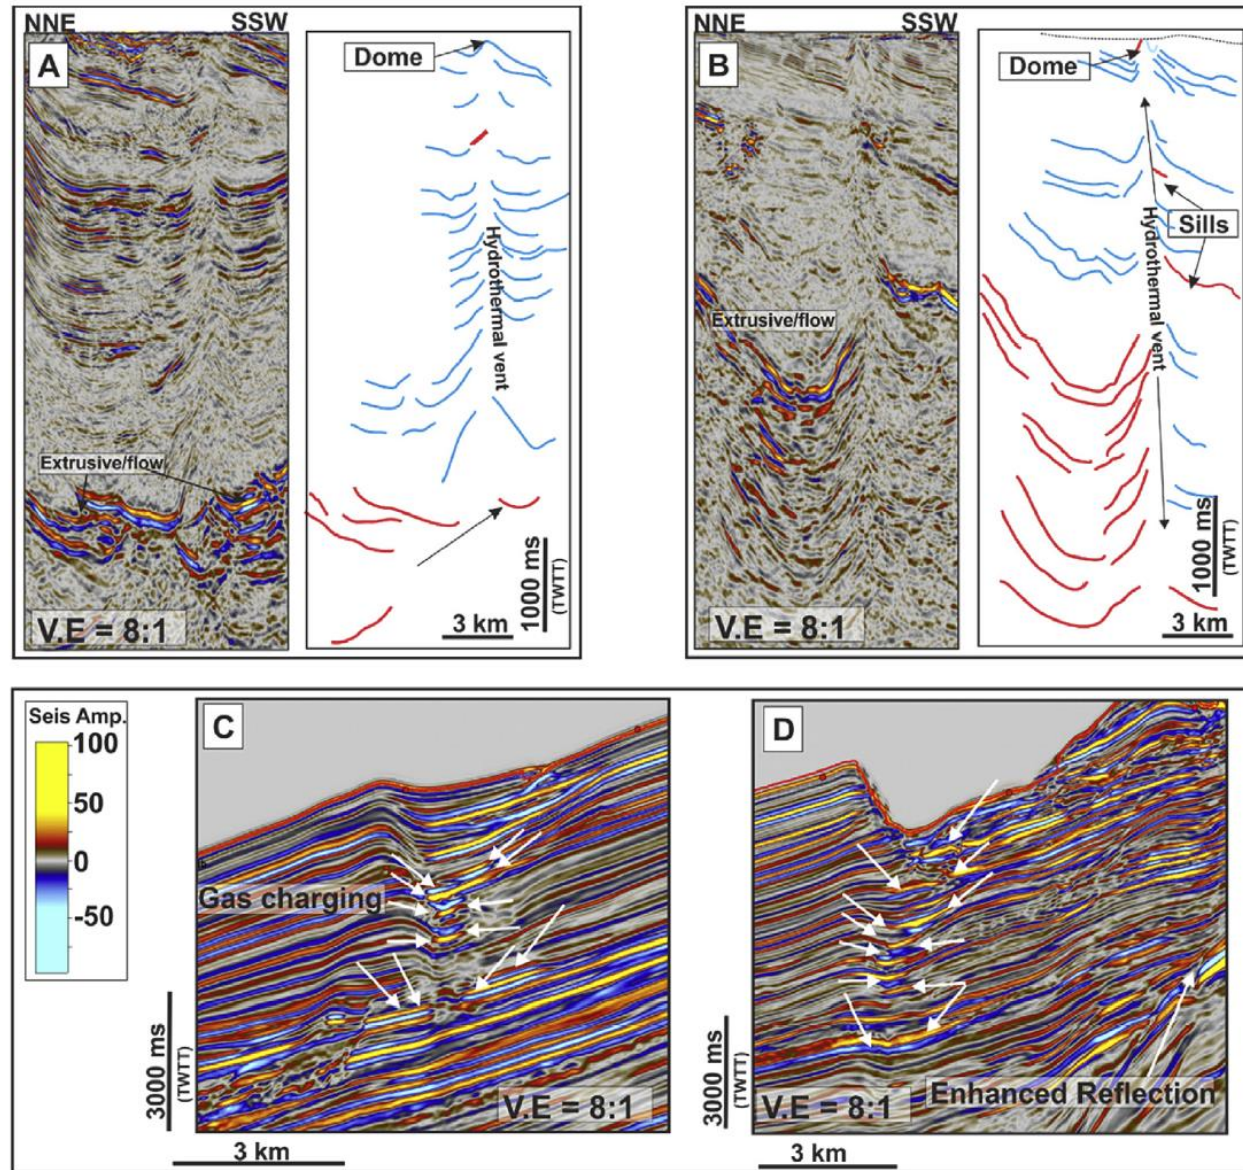 NNE SSW
A
Dome
Hydrothermal vent
Extrusive/flow
V.E = 8:1
3 km
1000 ms
(TWTT)
NNE SSW
B
Dome
Sills
Hydrothermal vent
Extrusive/flow
V.E = 8:1
1000 ms
(TWTT)
3 km
Seis Amp.
100
50
0
-50
C
Gas charging
3000 ms
(TWTT)
V.E = 8:1
3 km
D
3000 ms
(TWTT)
Enhanced Reflection
V.E = 8:1
3 km